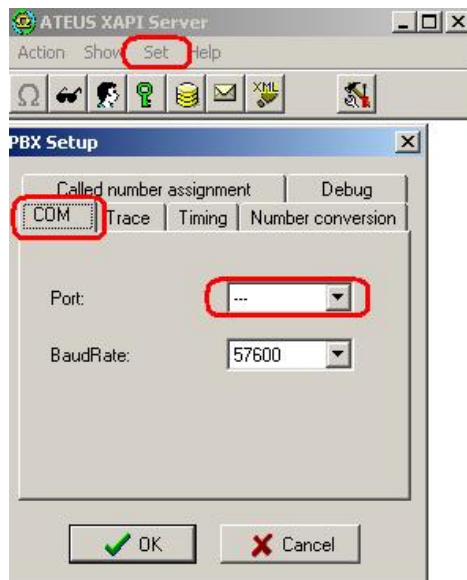 ATEUS XAPI Server
Action Show Set Help
XML
PBX Setup
Called number assignment Debug
COM Trace Timing Number conversion
Port: ---
BaudRate: 57600
OK Cancel